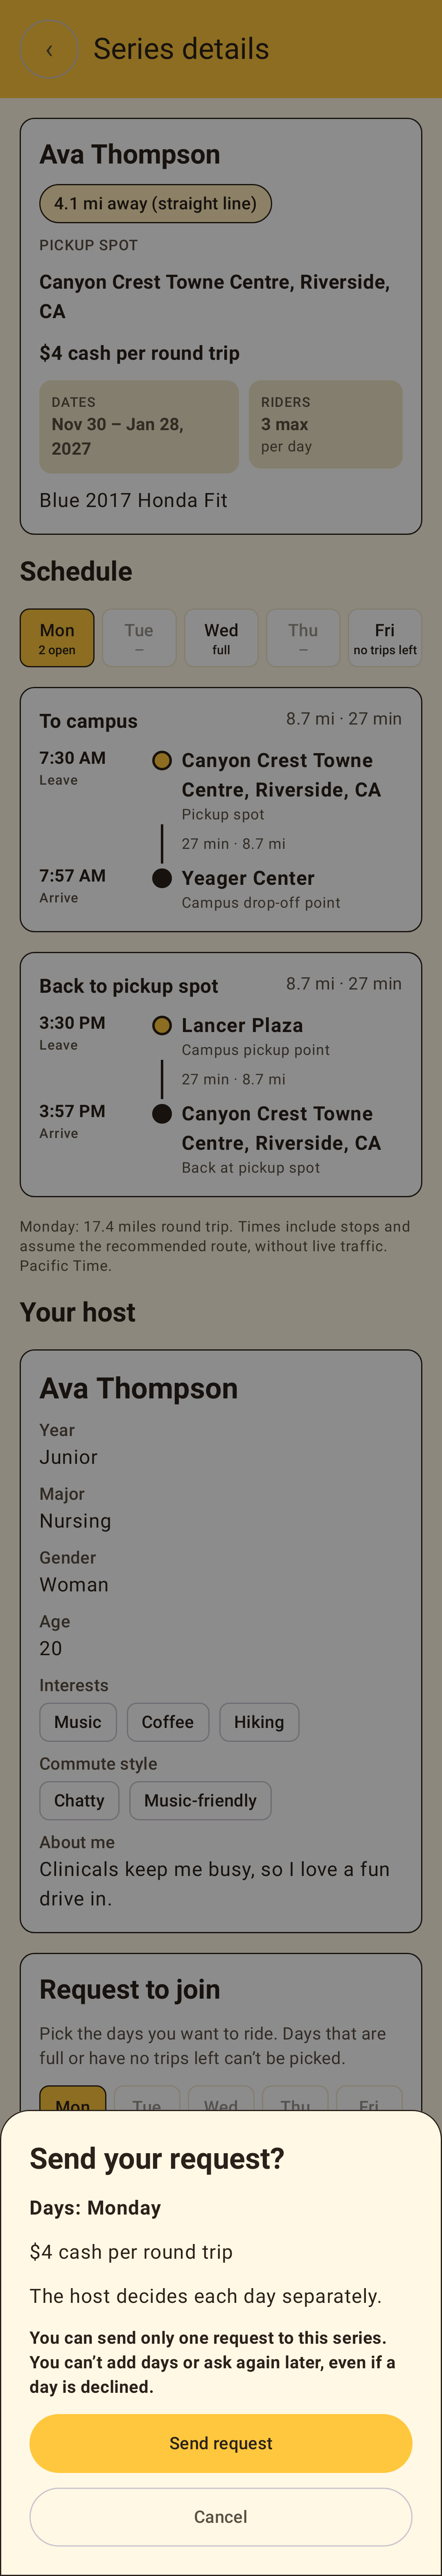 ‹
Series details
Ava Thompson
4.1 mi away (straight line)
PICKUP SPOT
Canyon Crest Towne Centre, Riverside,
CA
$4 cash per round trip
DATES
Nov 30 – Jan 28,
2027
RIDERS
3 max
per day
Blue 2017 Honda Fit
Schedule
Mon
2 open
Tue
–
Wed
full
Thu
–
Fri
no trips left
To campus
8.7 mi · 27 min
7:30 AM
Leave
Canyon Crest Towne
Centre, Riverside, CA
Pickup spot
27 min · 8.7 mi
7:57 AM
Arrive
Yeager Center
Campus drop-off point
Back to pickup spot
8.7 mi · 27 min
3:30 PM
Leave
Lancer Plaza
Campus pickup point
27 min · 8.7 mi
3:57 PM
Arrive
Canyon Crest Towne
Centre, Riverside, CA
Back at pickup spot
Monday: 17.4 miles round trip. Times include stops and
assume the recommended route, without live traffic.
Pacific Time.
Your host
Ava Thompson
Year
Junior
Major
Nursing
Gender
Woman
Age
20
Interests
Music
Coffee
Hiking
Commute style
Chatty
Music-friendly
About me
Clinicals keep me busy, so I love a fun
drive in.
Request to join
Pick the days you want to ride. Days that are
full or have no trips left can’t be picked.
Mon
Tue
Wed
Thu
Fri
Send your request?
Days: Monday
$4 cash per round trip
The host decides each day separately.
You can send only one request to this series.
You can’t add days or ask again later, even if a
day is declined.
Send request
Cancel